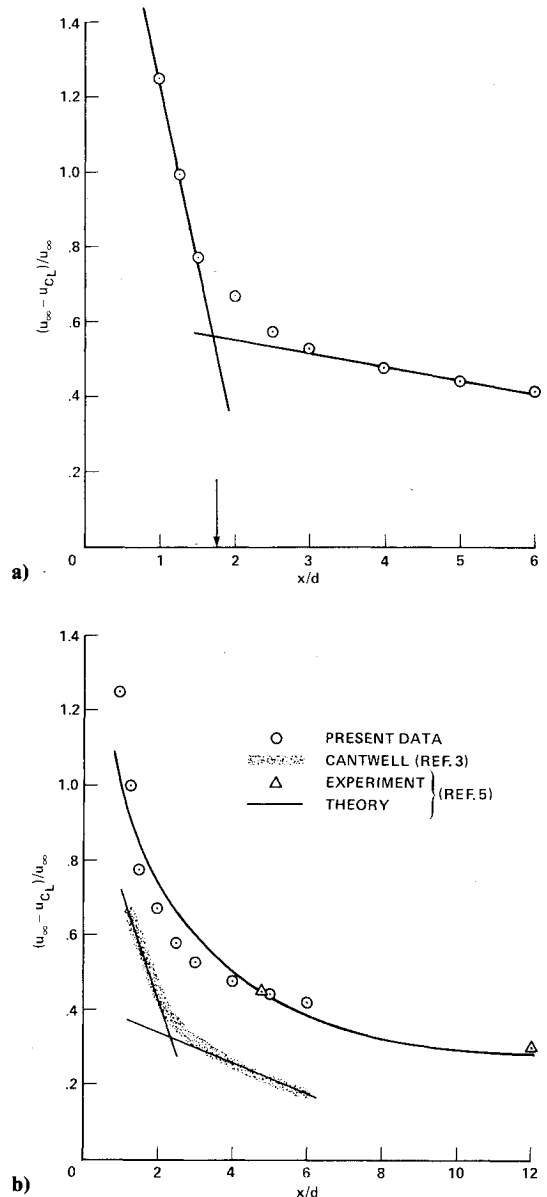 1.4
1.2
1.0
.8
.6
.4
.2
(u∞ − uCL)/u∞
0 1 2 3 4 5 6
x/d
a)
1.4
1.2
1.0
.8
.6
.4
.2
(u∞ − uCL)/u∞
PRESENT DATA
CANTWELL (REF. 3)
EXPERIMENT
THEORY
(REF. 5)
0 2 4 6 8 10 12
x/d
b)